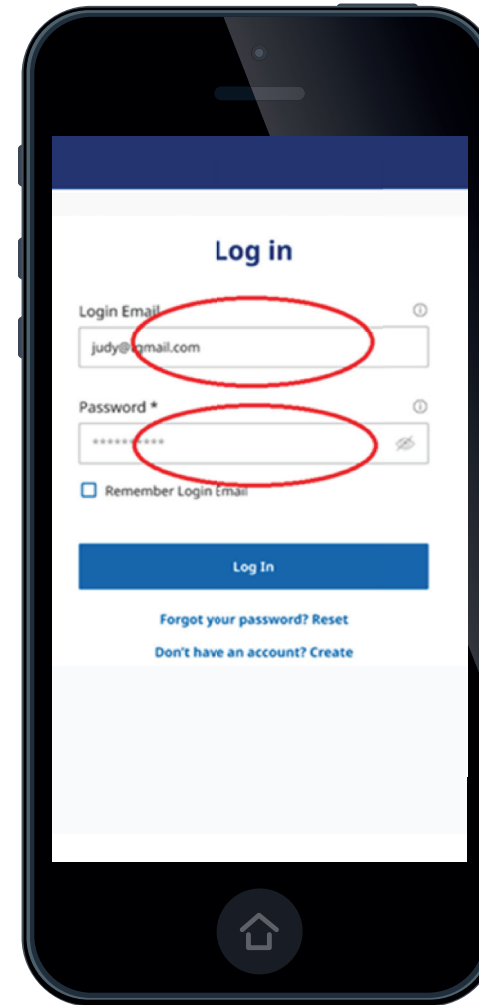 Log in
Login Email
judy@gmail.com
Password *
**********
Remember Login Email
Log In
Forgot your password? Reset
Don't have an account? Create